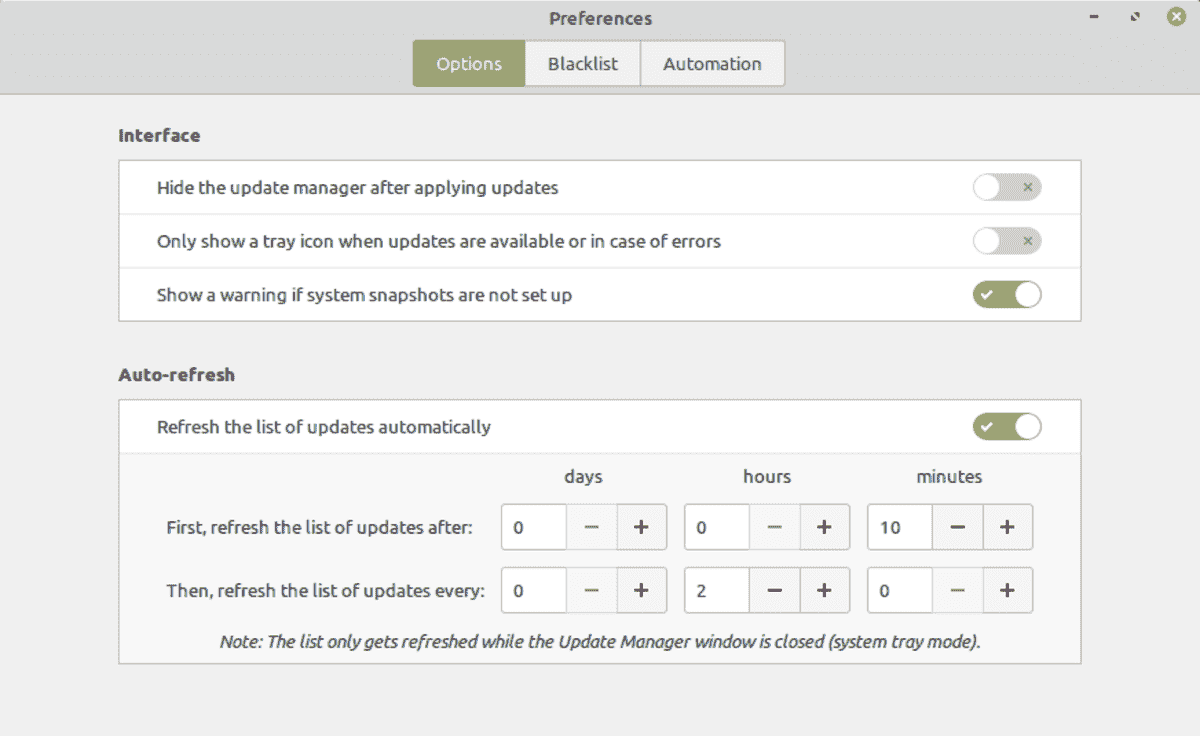 Preferences
Options Blacklist Automation
Interface
Hide the update manager after applying updates
Only show a tray icon when updates are available or in case of errors
Show a warning if system snapshots are not set up
Auto-refresh
Refresh the list of updates automatically
days hours minutes
First, refresh the list of updates after: 0 − + 0 − + 10 − +
Then, refresh the list of updates every: 0 − + 2 − + 0 − +
Note: The list only gets refreshed while the Update Manager window is closed (system tray mode).